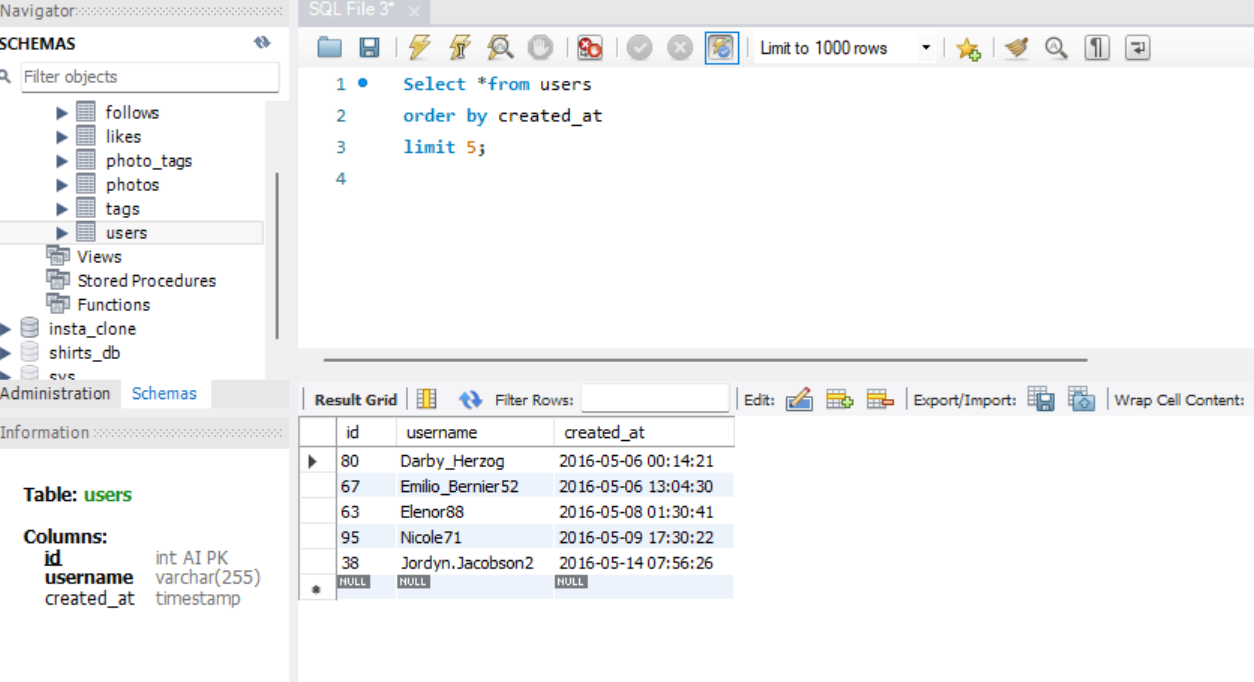 Navigator
SCHEMAS
Filter objects
follows
likes
photo_tags
photos
tags
users
Views
Stored Procedures
Functions
insta_clone
shirts_db
sys
Administration Schemas
Information
Table: users
Columns:
id int AI PK
username varchar(255)
created_at timestamp
SQL File 3*
Limit to 1000 rows
1 Select *from users
2 order by created_at
3 limit 5;
4
Result Grid Filter Rows: Edit: Export/Import: Wrap Cell Content:
id username created_at
80 Darby_Herzog 2016-05-06 00:14:21
67 Emilio_Bernier52 2016-05-06 13:04:30
63 Elenor88 2016-05-08 01:30:41
95 Nicole71 2016-05-09 17:30:22
38 Jordyn.Jacobson2 2016-05-14 07:56:26
NULL NULL NULL